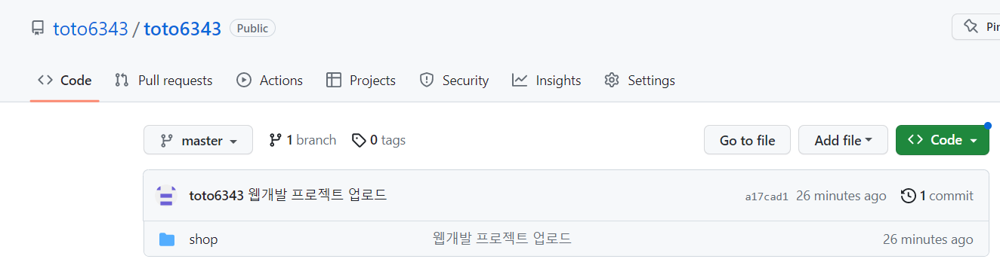 toto6343 / toto6343 Public
Code Pull requests Actions Projects Security Insights Settings
master 1 branch 0 tags Go to file Add file Code
toto6343 웹개발 프로젝트 업로드 a17cad1 26 minutes ago 1 commit
shop 웹개발 프로젝트 업로드 26 minutes ago